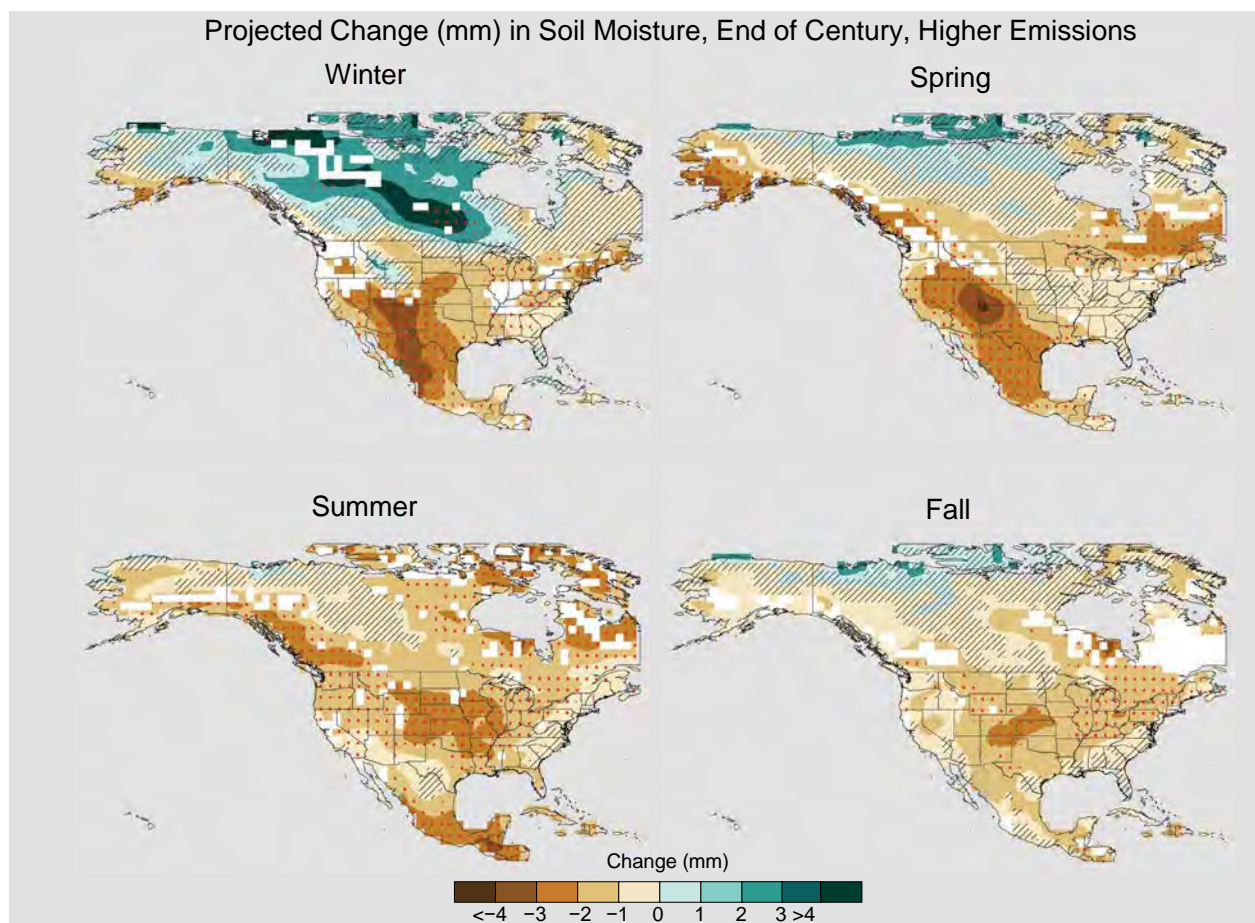 Projected Change (mm) in Soil Moisture, End of Century, Higher Emissions
Winter
Spring
Summer
Fall
Change (mm)
<−4 −3 −2 −1 0 1 2 3 >4